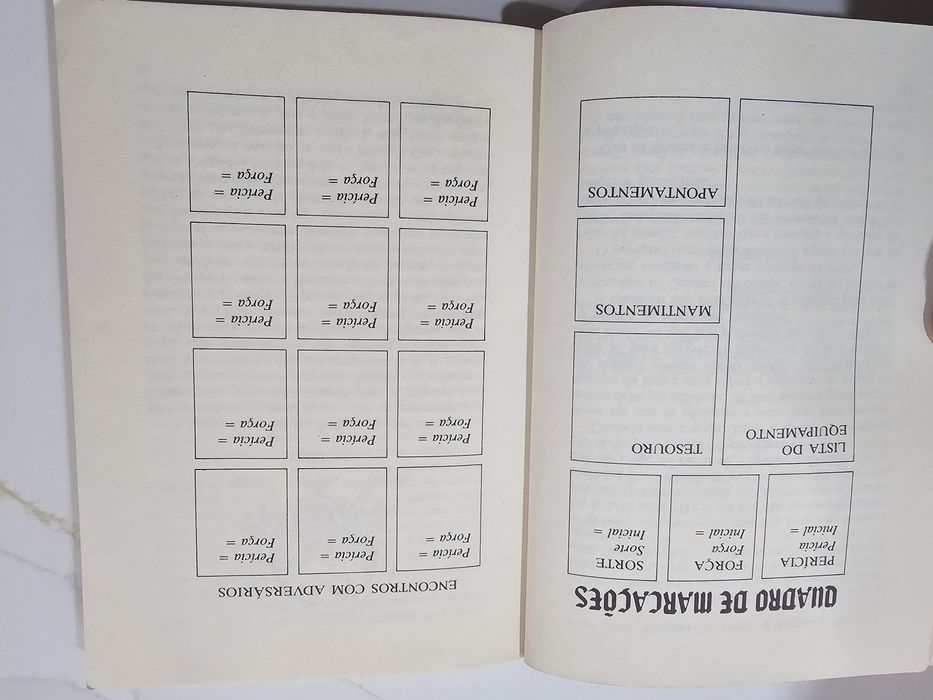 QUADRO DE MARCAÇÕES
PERÍCIA
Perícia
Inicial =
FORÇA
Força
Inicial =
SORTE
Sorte
Inicial =
LISTA DO
EQUIPAMENTO
TESOURO
MANTIMENTOS
APONTAMENTOS
ENCONTROS COM ADVERSÁRIOS
Perícia =
Força =
Perícia =
Força =
Perícia =
Força =
Perícia =
Força =
Perícia =
Força =
Perícia =
Força =
Perícia =
Força =
Perícia =
Força =
Perícia =
Força =
Perícia =
Força =
Perícia =
Força =
Perícia =
Força =